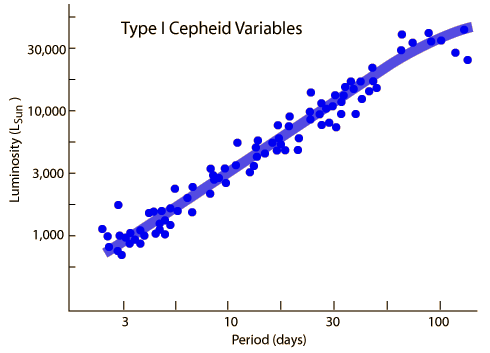 Type I Cepheid Variables
Luminosity (LSun)
30,000
10,000
3,000
1,000
3 10 30 100
Period (days)